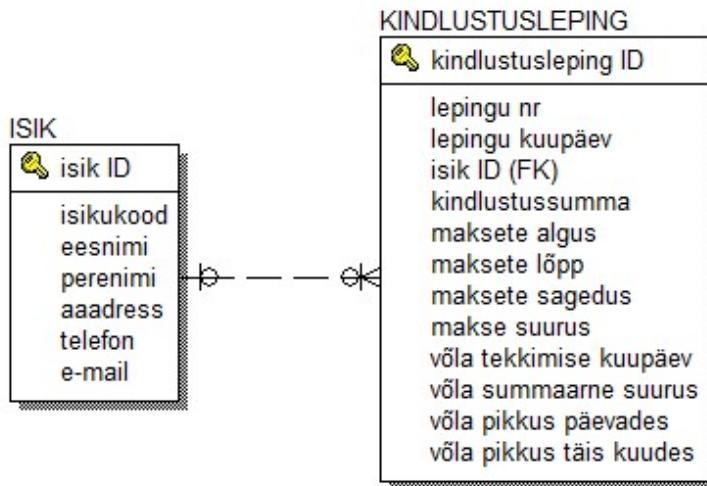 ISIK
isik ID
isikukood
eesnimi
perenimi
aaadress
telefon
e-mail
KINDLUSTUSLEPING
kindlustusleping ID
lepingu nr
lepingu kuupäev
isik ID (FK)
kindlustussumma
maksete algus
maksete lõpp
maksete sagedus
makse suurus
võla tekkimise kuupäev
võla summaarne suurus
võla pikkus päevades
võla pikkus täis kuudes